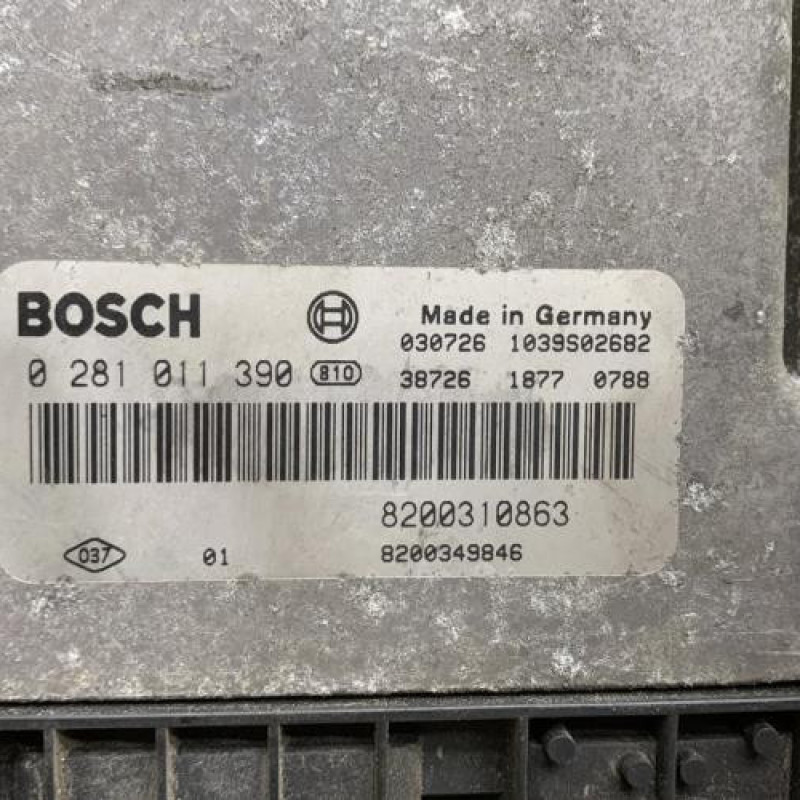 BOSCH
Made in Germany
030726 1039S02682
0 281 011 390 810
38726 1877 0788
8200310863
037 01 8200349846